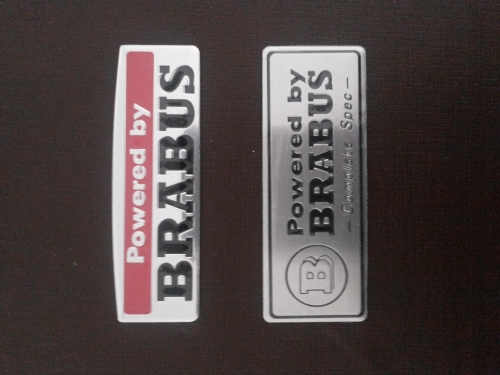 Powered by
BRABUS
B
Powered by
BRABUS
- Complete Spec -